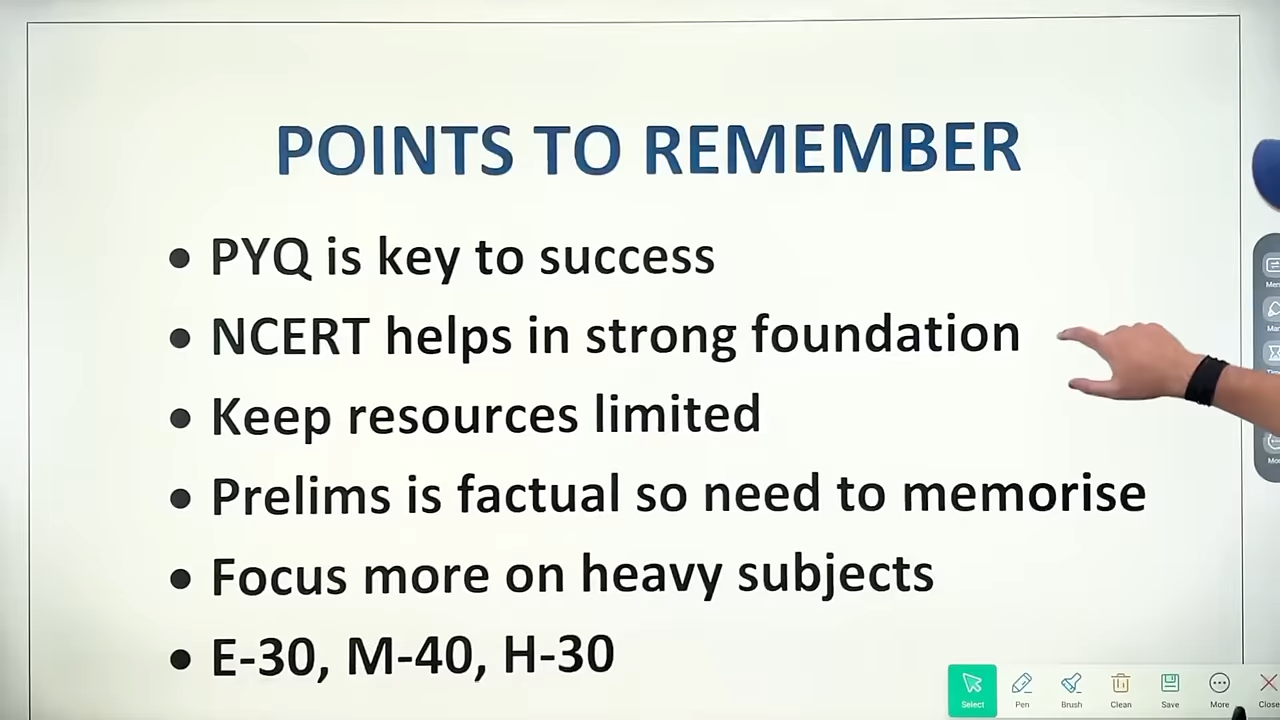 POINTS TO REMEMBER
• PYQ is key to success
• NCERT helps in strong foundation
• Keep resources limited
• Prelims is factual so need to memorise
• Focus more on heavy subjects
• E-30, M-40, H-30
Select Pen Brush Clean Save More Close